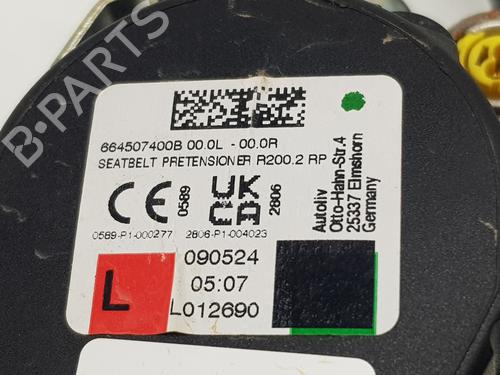 664507400B 00.0L - 00.0R
SEATBELT PRETENSIONER R200.2 RP
CE
0589
UK
CA
2806
0589-P1-000277
2806-P1-004023
Autoliv
Otto-Hahn-Str.4
25337 Elmshorn
Germany
L
090524
05:07
L012690
B-PARTS